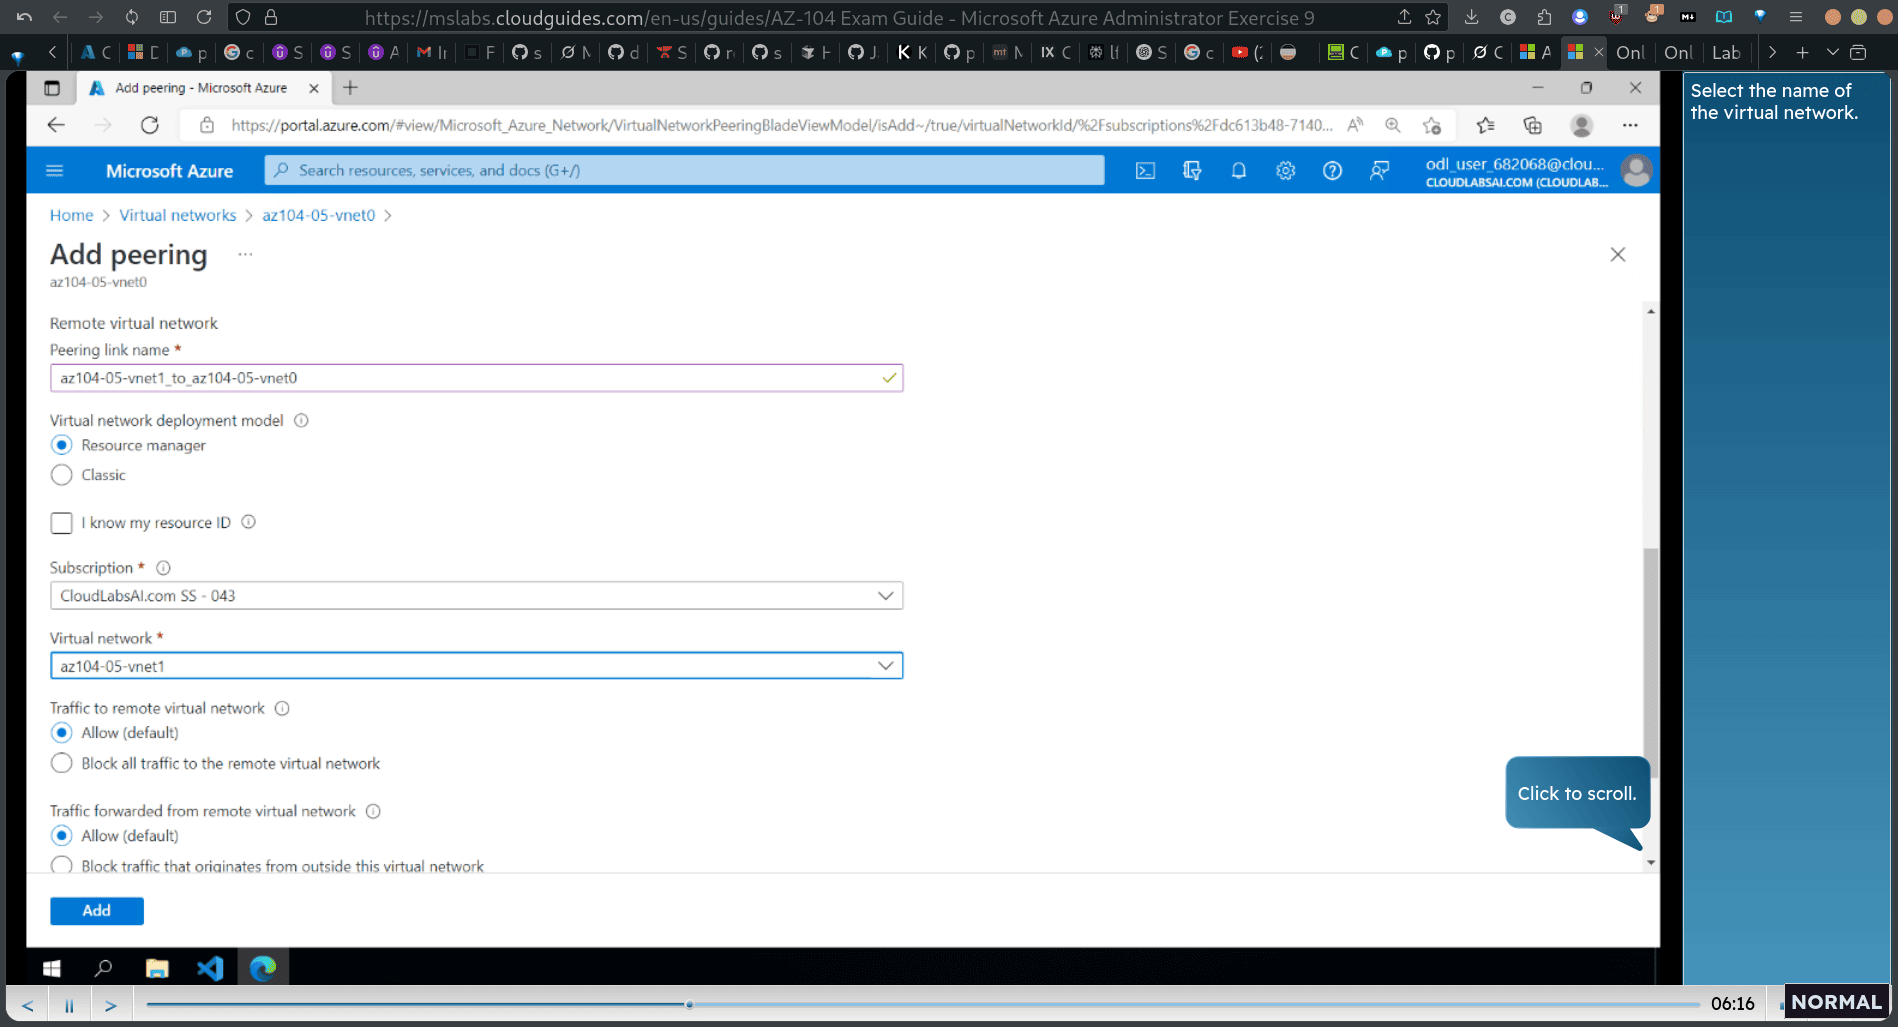 https://mslabs.cloudguides.com/en-us/guides/AZ-104 Exam Guide - Microsoft Azure Administrator Exercise 9
Onl
Onl
Lab
Add peering - Microsoft Azure
https://portal.azure.com/#view/Microsoft_Azure_Network/VirtualNetworkPeeringBladeViewModel/isAdd~/true/virtualNetworkId/%2Fsubscriptions%2Fdc613b48-7140...
Microsoft Azure
Search resources, services, and docs (G+/)
odl_user_682068@clou...
CLOUDLABSAI.COM (CLOUDLAB...
Home > Virtual networks > az104-05-vnet0 >
Add peering ...
az104-05-vnet0
Remote virtual network
Peering link name *
az104-05-vnet1_to_az104-05-vnet0
Virtual network deployment model
Resource manager
Classic
I know my resource ID
Subscription *
CloudLabsAI.com SS - 043
Virtual network *
az104-05-vnet1
Traffic to remote virtual network
Allow (default)
Block all traffic to the remote virtual network
Traffic forwarded from remote virtual network
Allow (default)
Block traffic that originates from outside this virtual network
Add
Click to scroll.
Select the name of
the virtual network.
06:16
NORMAL